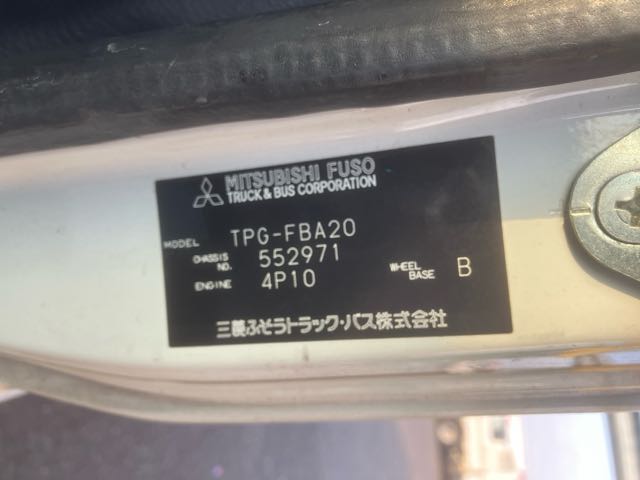 MITSUBISHI FUSO
TRUCK & BUS CORPORATION
MODEL TPG-FBA20
CHASSIS NO. 552971
ENGINE 4P10 WHEEL BASE B
三菱ふそうトラック・バス株式会社